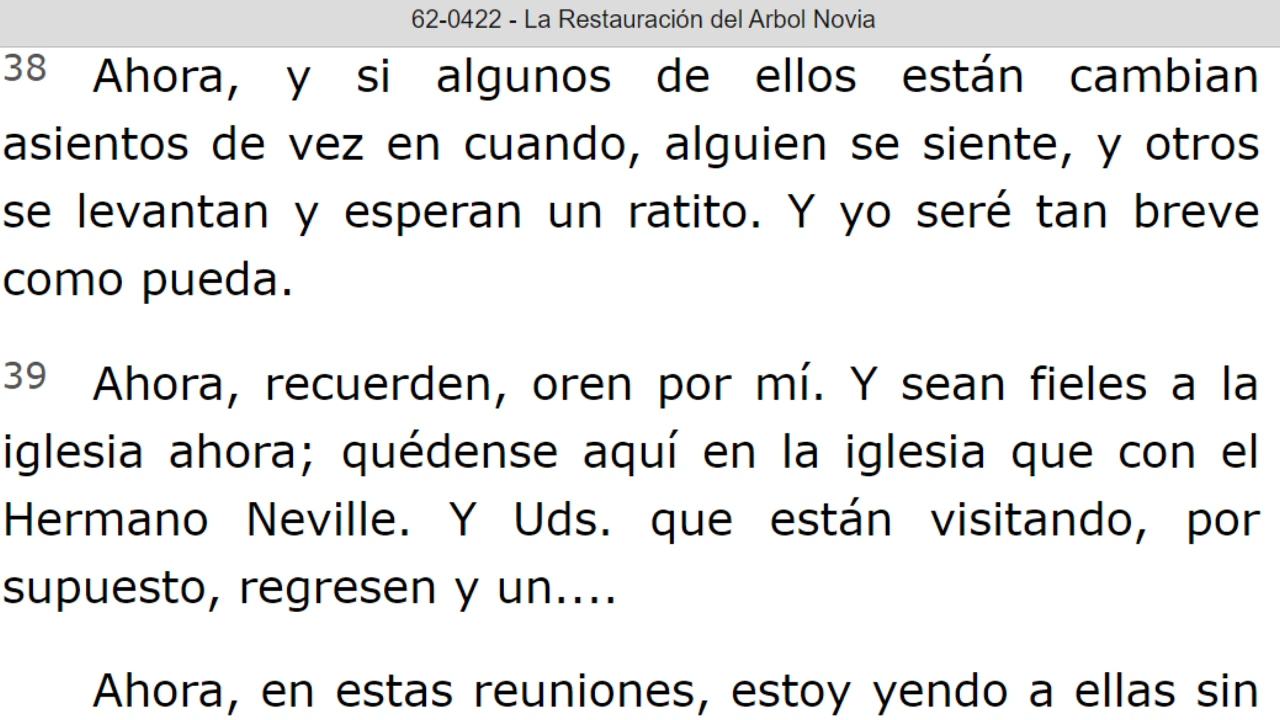 62-0422 - La Restauración del Arbol Novia
38 Ahora, y si algunos de ellos están cambian
asientos de vez en cuando, alguien se siente, y otros
se levantan y esperan un ratito. Y yo seré tan breve
como pueda.
39 Ahora, recuerden, oren por mí. Y sean fieles a la
iglesia ahora; quédense aquí en la iglesia que con el
Hermano Neville. Y Uds. que están visitando, por
supuesto, regresen y un....
Ahora, en estas reuniones, estoy yendo a ellas sin